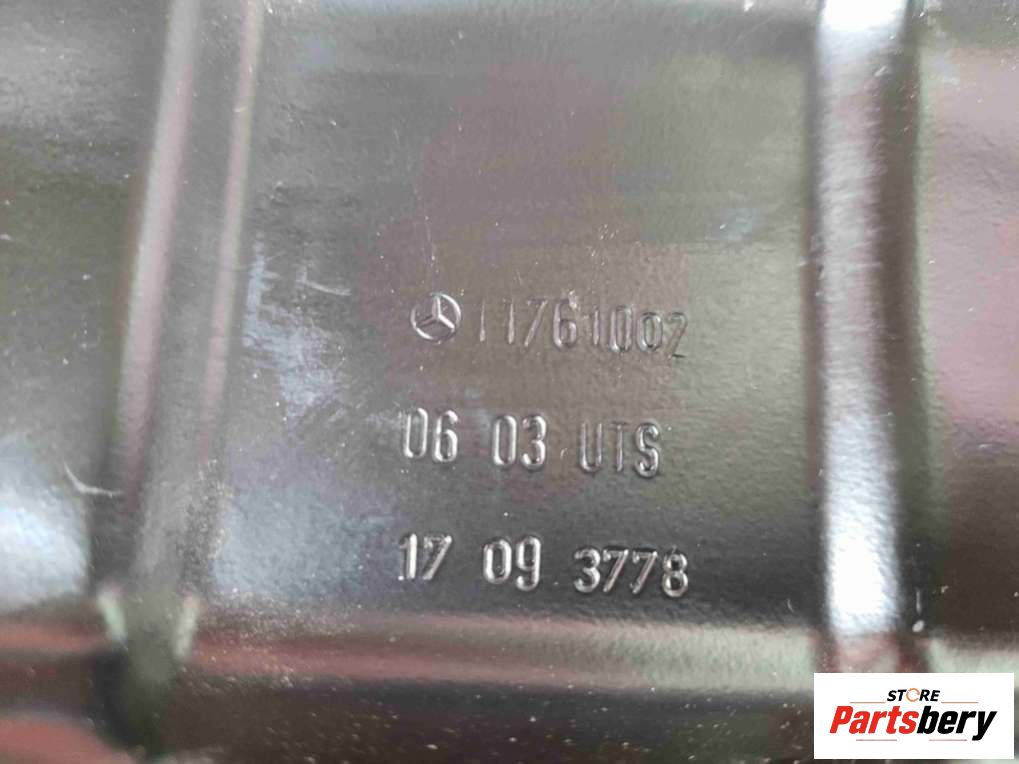 11761002
06 03 UTS
17 09 3778
STORE
Partsbery